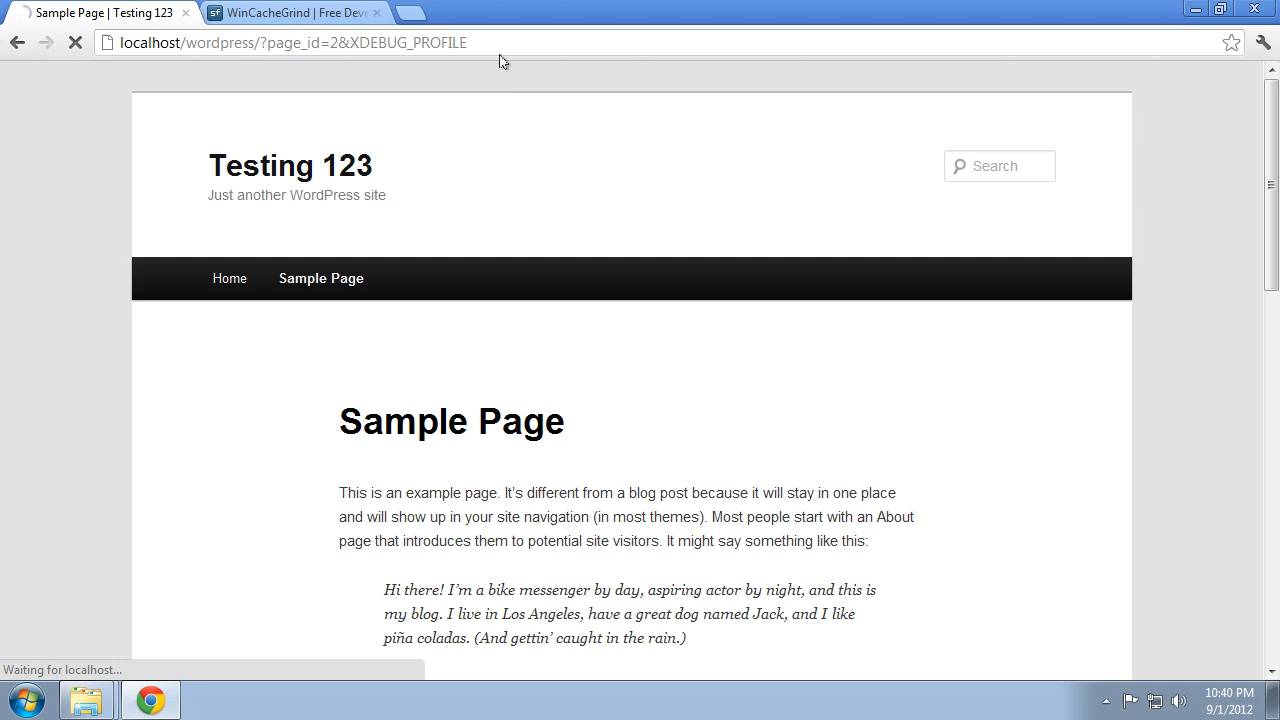 Sample Page | Testing 123
WinCacheGrind | Free Deve
localhost/wordpress/?page_id=2&XDEBUG_PROFILE
Testing 123
Just another WordPress site
Search
Home
Sample Page
Sample Page
This is an example page. It’s different from a blog post because it will stay in one place
and will show up in your site navigation (in most themes). Most people start with an About
page that introduces them to potential site visitors. It might say something like this:
Hi there! I’m a bike messenger by day, aspiring actor by night, and this is
my blog. I live in Los Angeles, have a great dog named Jack, and I like
piña coladas. (And gettin’ caught in the rain.)
Waiting for localhost...
10:40 PM
9/1/2012